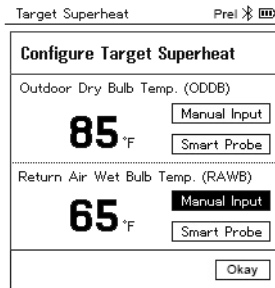 Target Superheat Prel
Configure Target Superheat
Outdoor Dry Bulb Temp. (ODDB)
85 °F
Manual Input
Smart Probe
Return Air Wet Bulb Temp. (RAWB)
65 °F
Manual Input
Smart Probe
Okay